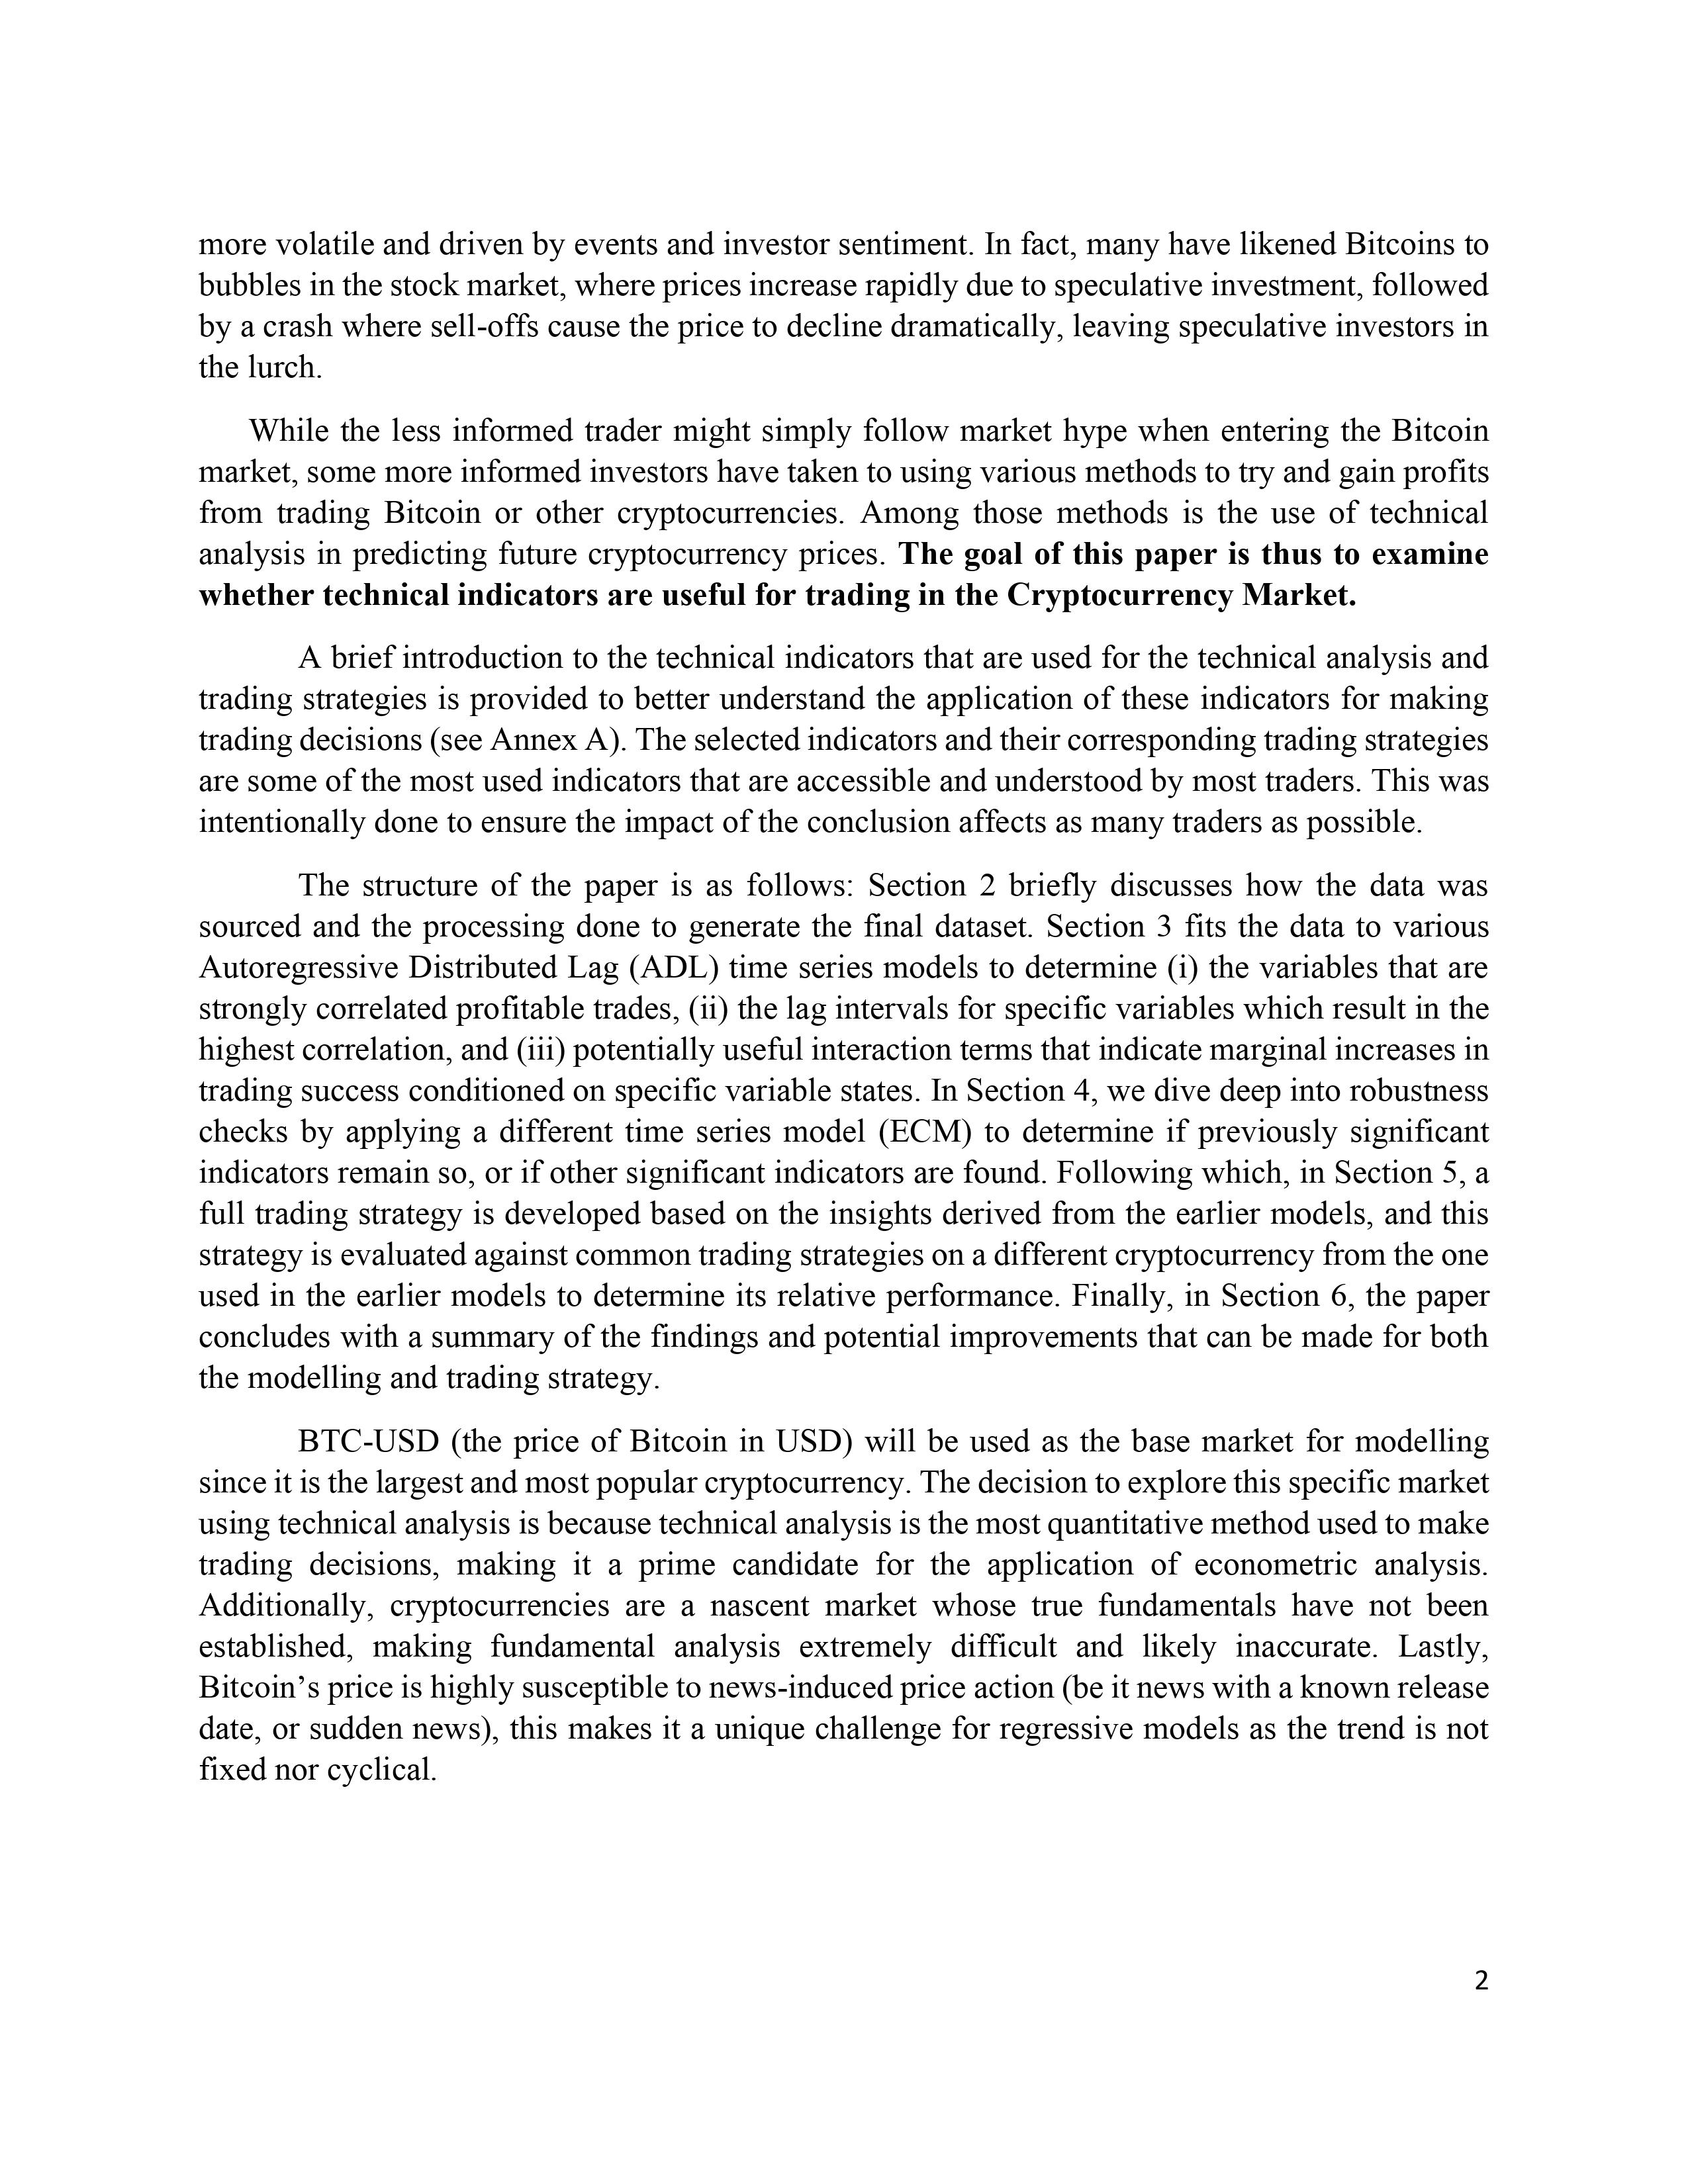 more volatile and driven by events and investor sentiment. In fact, many have likened Bitcoins to
bubbles in the stock market, where prices increase rapidly due to speculative investment, followed
by a crash where sell-offs cause the price to decline dramatically, leaving speculative investors in
the lurch.
While the less informed trader might simply follow market hype when entering the Bitcoin
market, some more informed investors have taken to using various methods to try and gain profits
from trading Bitcoin or other cryptocurrencies. Among those methods is the use of technical
analysis in predicting future cryptocurrency prices. The goal of this paper is thus to examine
whether technical indicators are useful for trading in the Cryptocurrency Market.
A brief introduction to the technical indicators that are used for the technical analysis and
trading strategies is provided to better understand the application of these indicators for making
trading decisions (see Annex A). The selected indicators and their corresponding trading strategies
are some of the most used indicators that are accessible and understood by most traders. This was
intentionally done to ensure the impact of the conclusion affects as many traders as possible.
The structure of the paper is as follows: Section 2 briefly discusses how the data was
sourced and the processing done to generate the final dataset. Section 3 fits the data to various
Autoregressive Distributed Lag (ADL) time series models to determine (i) the variables that are
strongly correlated profitable trades, (ii) the lag intervals for specific variables which result in the
highest correlation, and (iii) potentially useful interaction terms that indicate marginal increases in
trading success conditioned on specific variable states. In Section 4, we dive deep into robustness
checks by applying a different time series model (ECM) to determine if previously significant
indicators remain so, or if other significant indicators are found. Following which, in Section 5, a
full trading strategy is developed based on the insights derived from the earlier models, and this
strategy is evaluated against common trading strategies on a different cryptocurrency from the one
used in the earlier models to determine its relative performance. Finally, in Section 6, the paper
concludes with a summary of the findings and potential improvements that can be made for both
the modelling and trading strategy.
BTC-USD (the price of Bitcoin in USD) will be used as the base market for modelling
since it is the largest and most popular cryptocurrency. The decision to explore this specific market
using technical analysis is because technical analysis is the most quantitative method used to make
trading decisions, making it a prime candidate for the application of econometric analysis.
Additionally, cryptocurrencies are a nascent market whose true fundamentals have not been
established, making fundamental analysis extremely difficult and likely inaccurate. Lastly,
Bitcoin’s price is highly susceptible to news-induced price action (be it news with a known release
date, or sudden news), this makes it a unique challenge for regressive models as the trend is not
fixed nor cyclical.
2